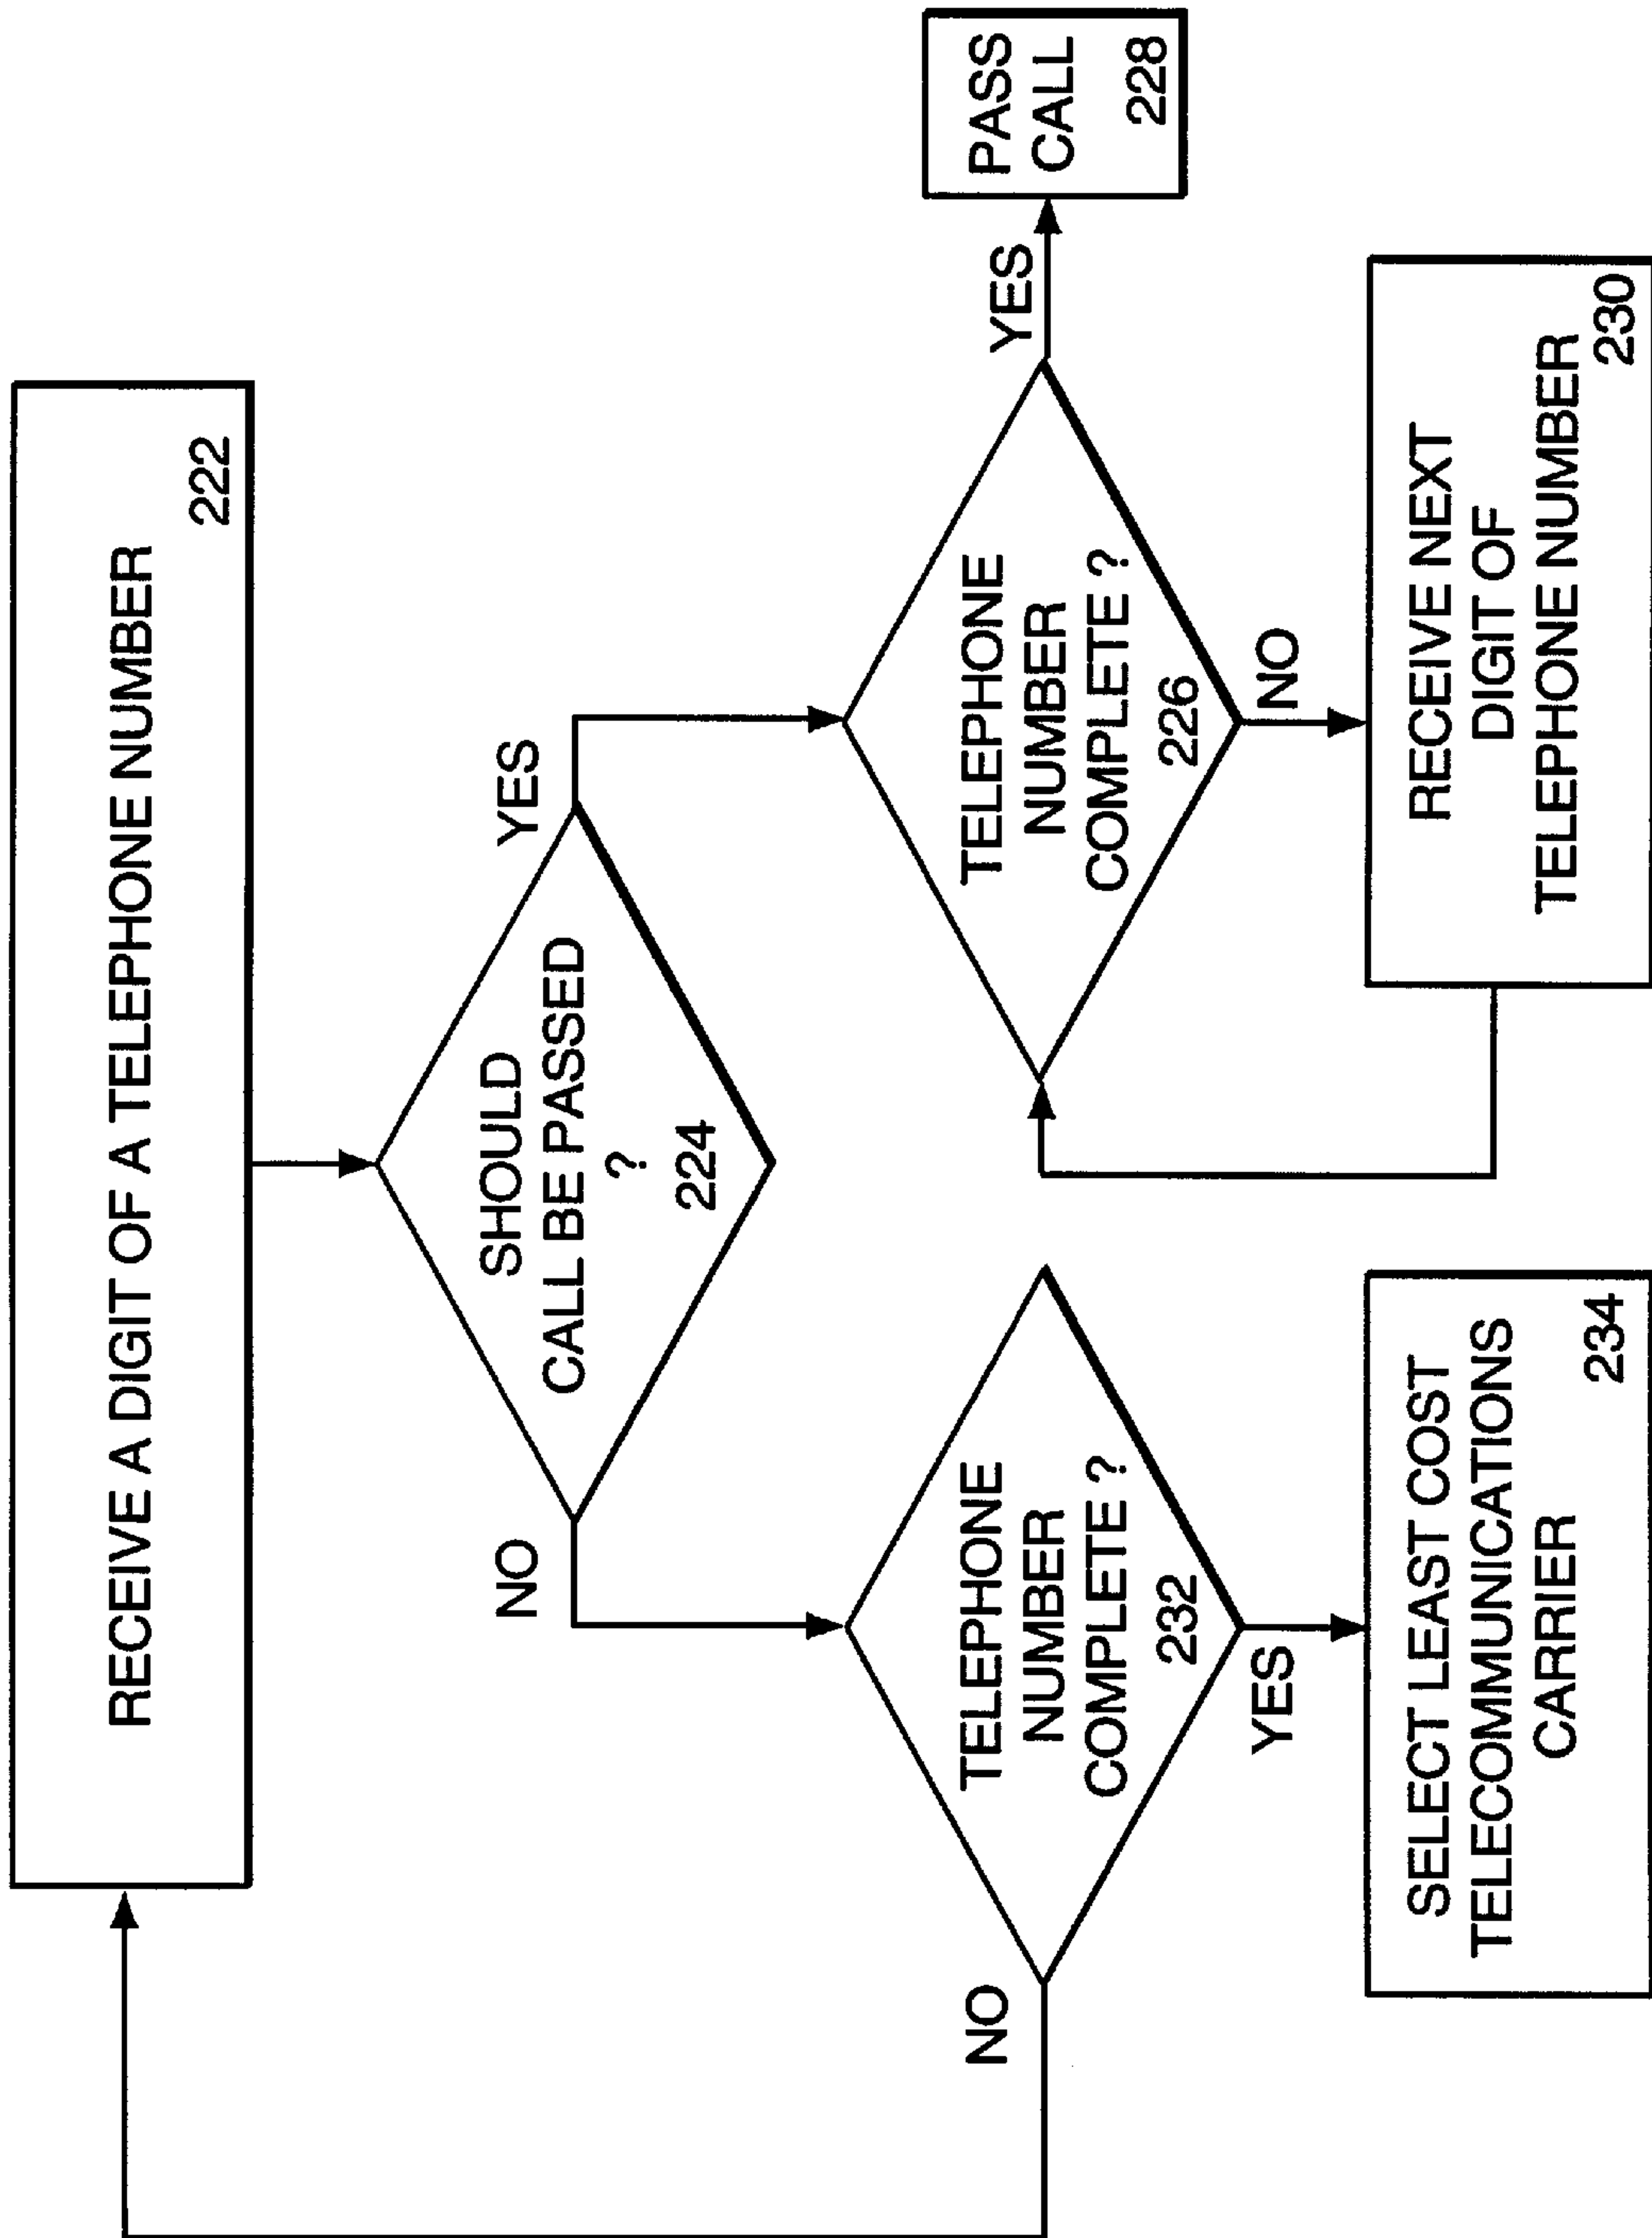 RECEIVE A DIGIT OF A TELEPHONE NUMBER
222
SHOULD
CALL BE PASSED
?
224
NO
YES
TELEPHONE
NUMBER
COMPLETE ?
232
NO
YES
TELEPHONE
NUMBER
COMPLETE ?
226
YES
NO
PASS
CALL
228
SELECT LEAST COST
TELECOMMUNICATIONS
CARRIER
234
RECEIVE NEXT
DIGIT OF
TELEPHONE NUMBER
230